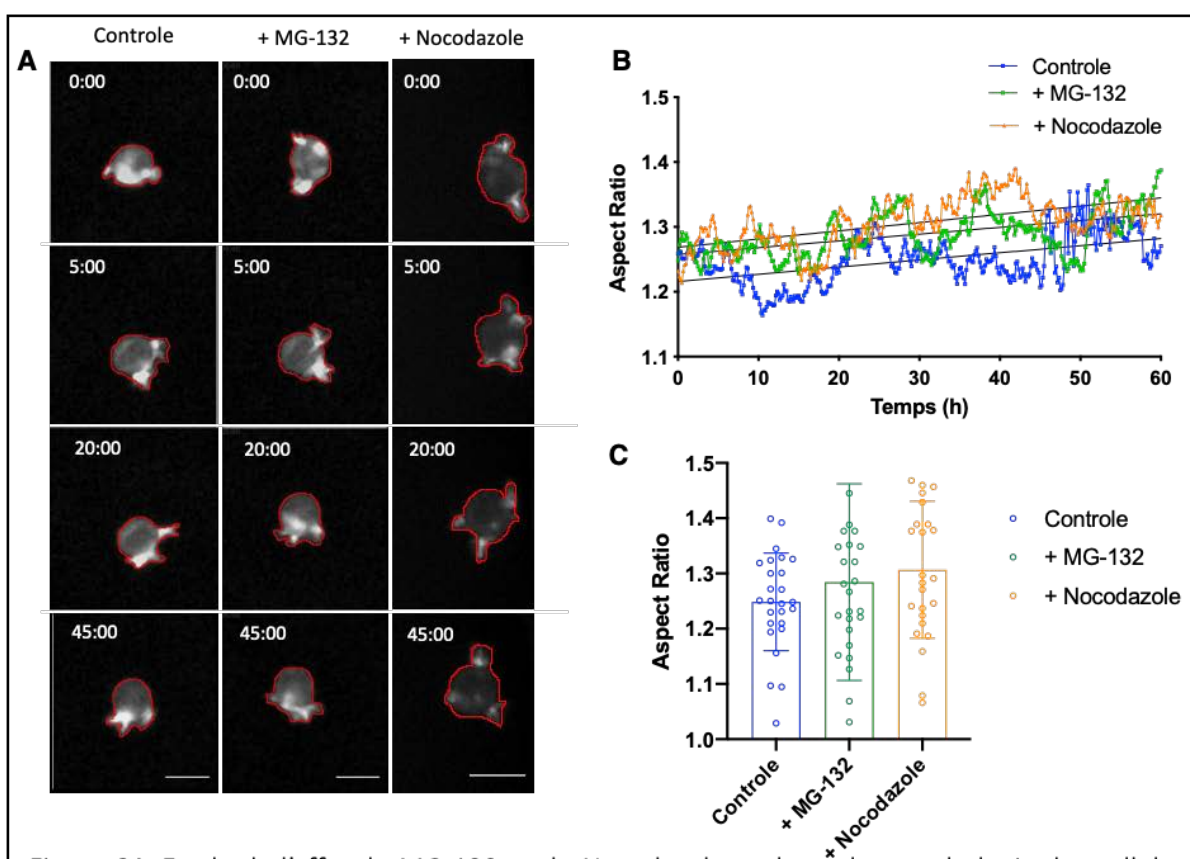 Controle
+ MG-132
+ Nocodazole
A
0:00
0:00
0:00
5:00
5:00
5:00
20:00
20:00
20:00
45:00
45:00
45:00
B
Controle
+ MG-132
+ Nocodazole
Aspect Ratio
1.5
1.4
1.3
1.2
1.1
0
10
20
30
40
50
60
Temps (h)
C
Aspect Ratio
1.5
1.4
1.3
1.2
1.1
1.0
Controle
+ MG-132
+ Nocodazole
Controle
+ MG-132
+ Nocodazole